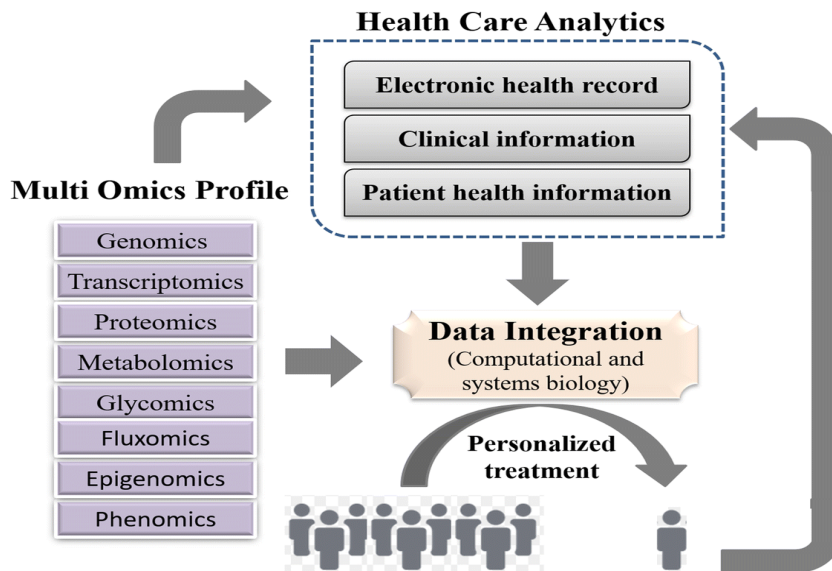 Health Care Analytics
Electronic health record
Clinical information
Patient health information
Multi Omics Profile
Genomics
Transcriptomics
Proteomics
Metabolomics
Glycomics
Fluxomics
Epigenomics
Phenomics
Data Integration
(Computational and
systems biology)
Personalized
treatment